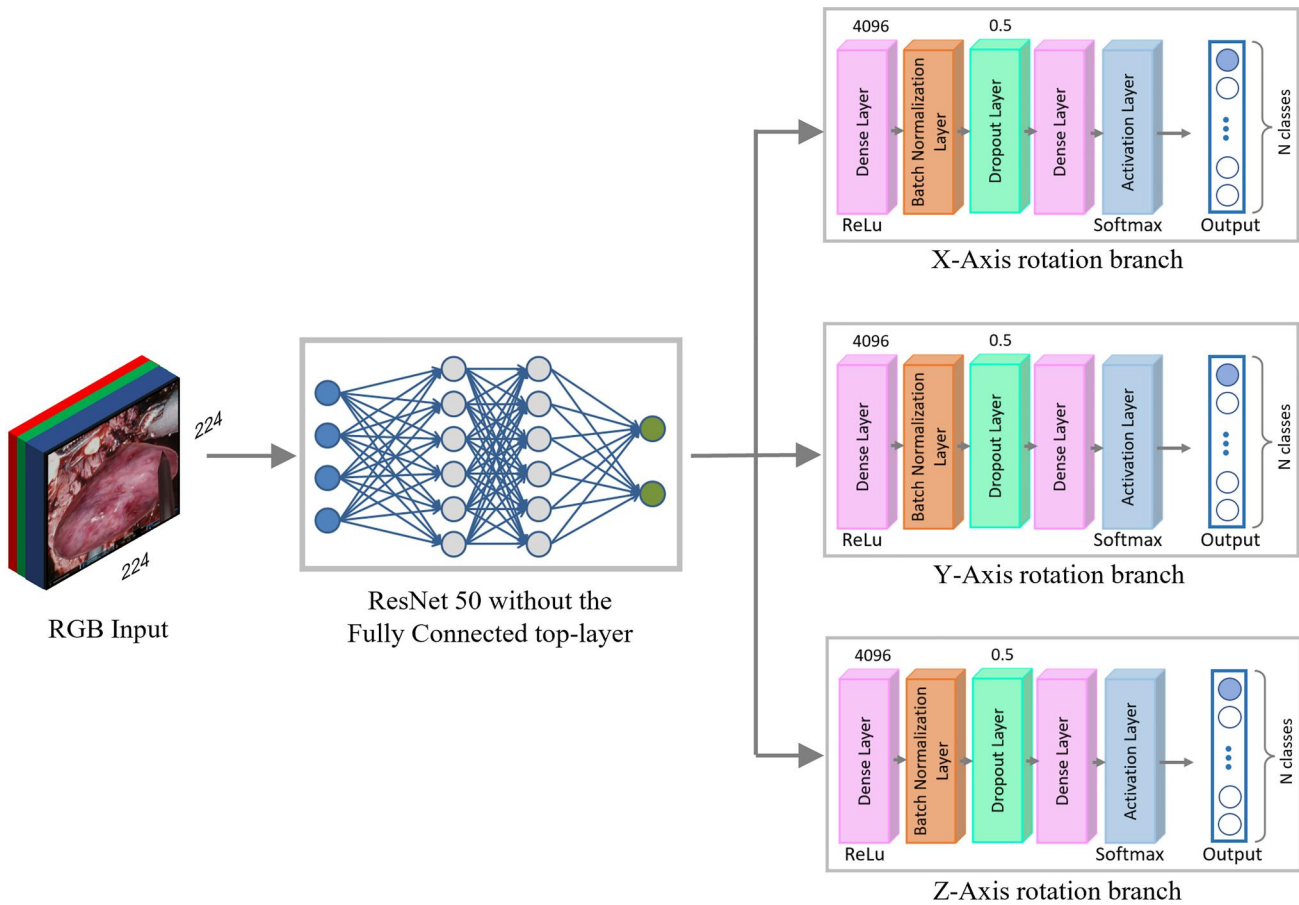 224
224
RGB Input
ResNet 50 without the
Fully Connected top-layer
4096
0.5
Dense Layer
Batch Normalization
Layer
Dropout Layer
Dense Layer
Activation Layer
N classes
ReLu
Softmax
Output
X-Axis rotation branch
4096
0.5
Dense Layer
Batch Normalization
Layer
Dropout Layer
Dense Layer
Activation Layer
N classes
ReLu
Softmax
Output
Y-Axis rotation branch
4096
0.5
Dense Layer
Batch Normalization
Layer
Dropout Layer
Dense Layer
Activation Layer
N classes
ReLu
Softmax
Output
Z-Axis rotation branch